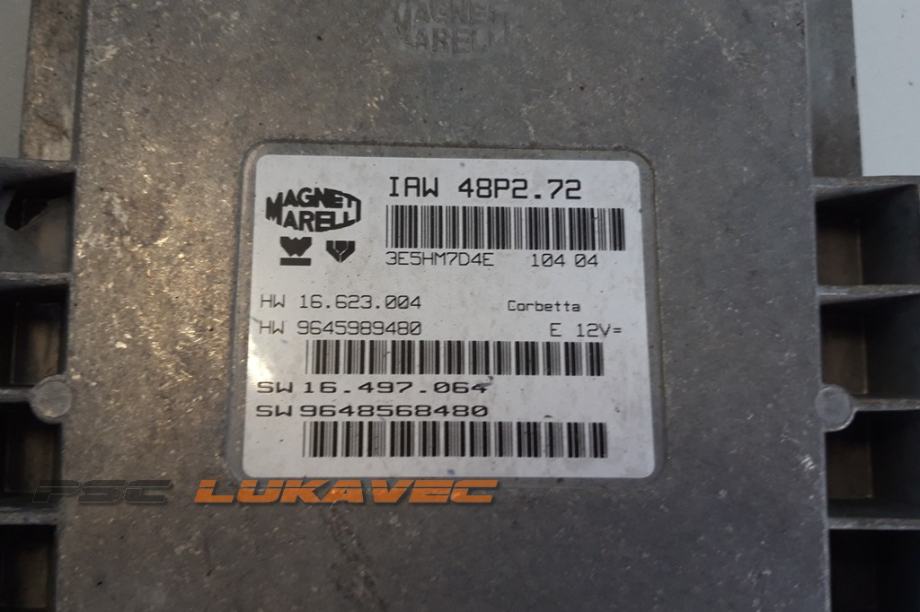 MAGNETI
MARELLI
IAW 48P2.72
MAGNETI
MARELLI
3E5HM7D4E 104 04
HW 16.623.004 Corbetta
HW 9645989480 E 12V=
SW 16.497.064
SW 9648568480
PSC LUKAVEC